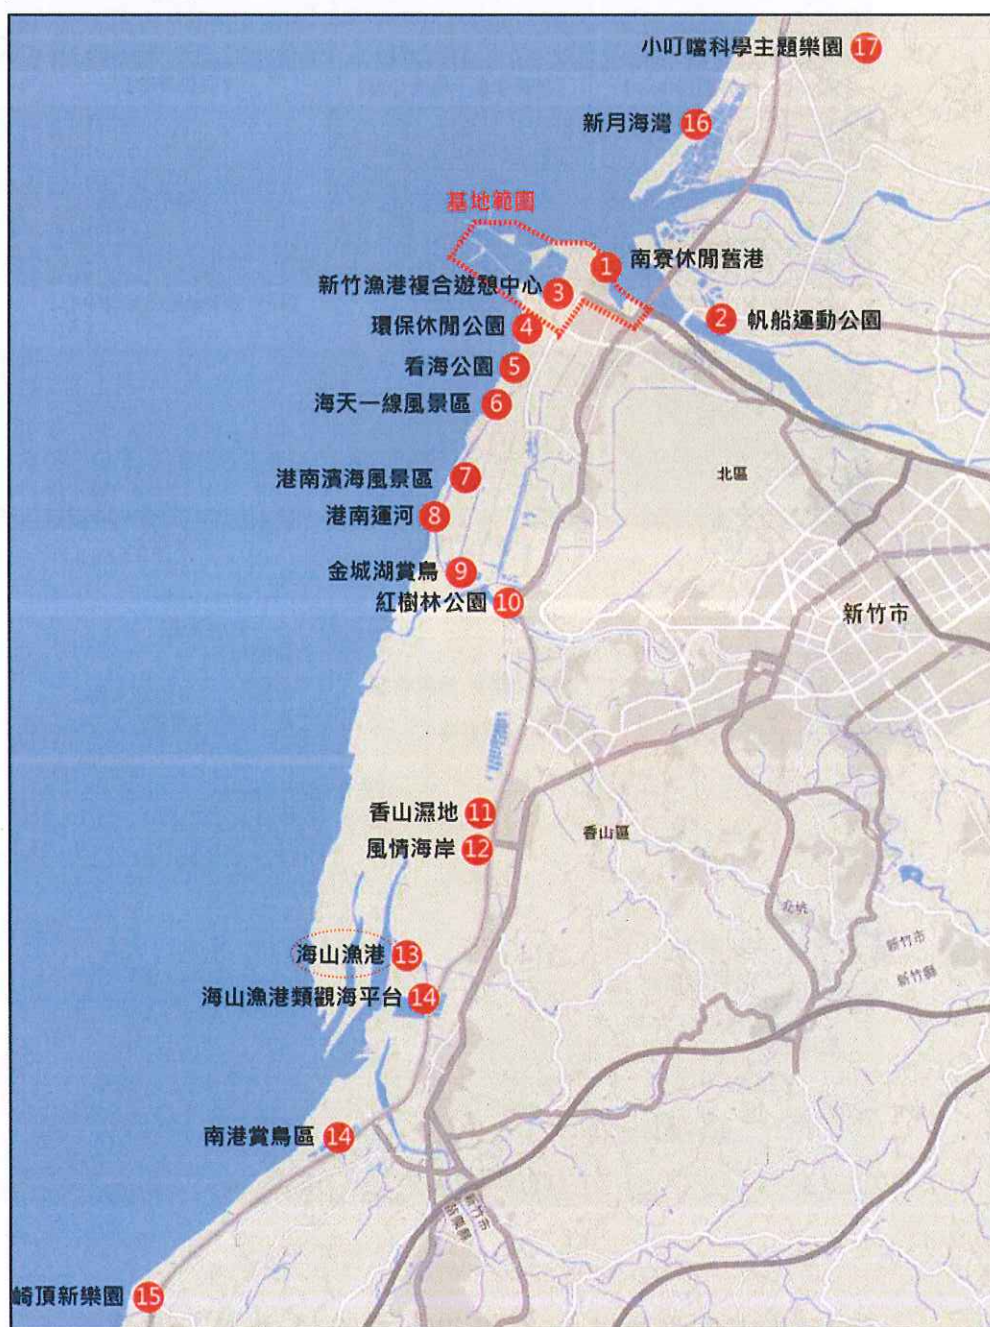 小叮噹科學主題樂園 17
新月海灣 16
基地範圍
1 南寮休閒舊港
新竹漁港複合遊憩中心 3
環保休閒公園 4
2 帆船運動公園
看海公園 5
海天一線風景區 6
港南濱海風景區 7
北區
港南運河 8
金城湖賞鳥 9
紅樹林公園 10
新竹市
香山濕地 11
風情海岸 12
香山區
北坑
新竹市
新竹縣
海山漁港 13
海山漁港類觀海平台 14
南港賞鳥區 14
新竹市
崎頂新樂園 15